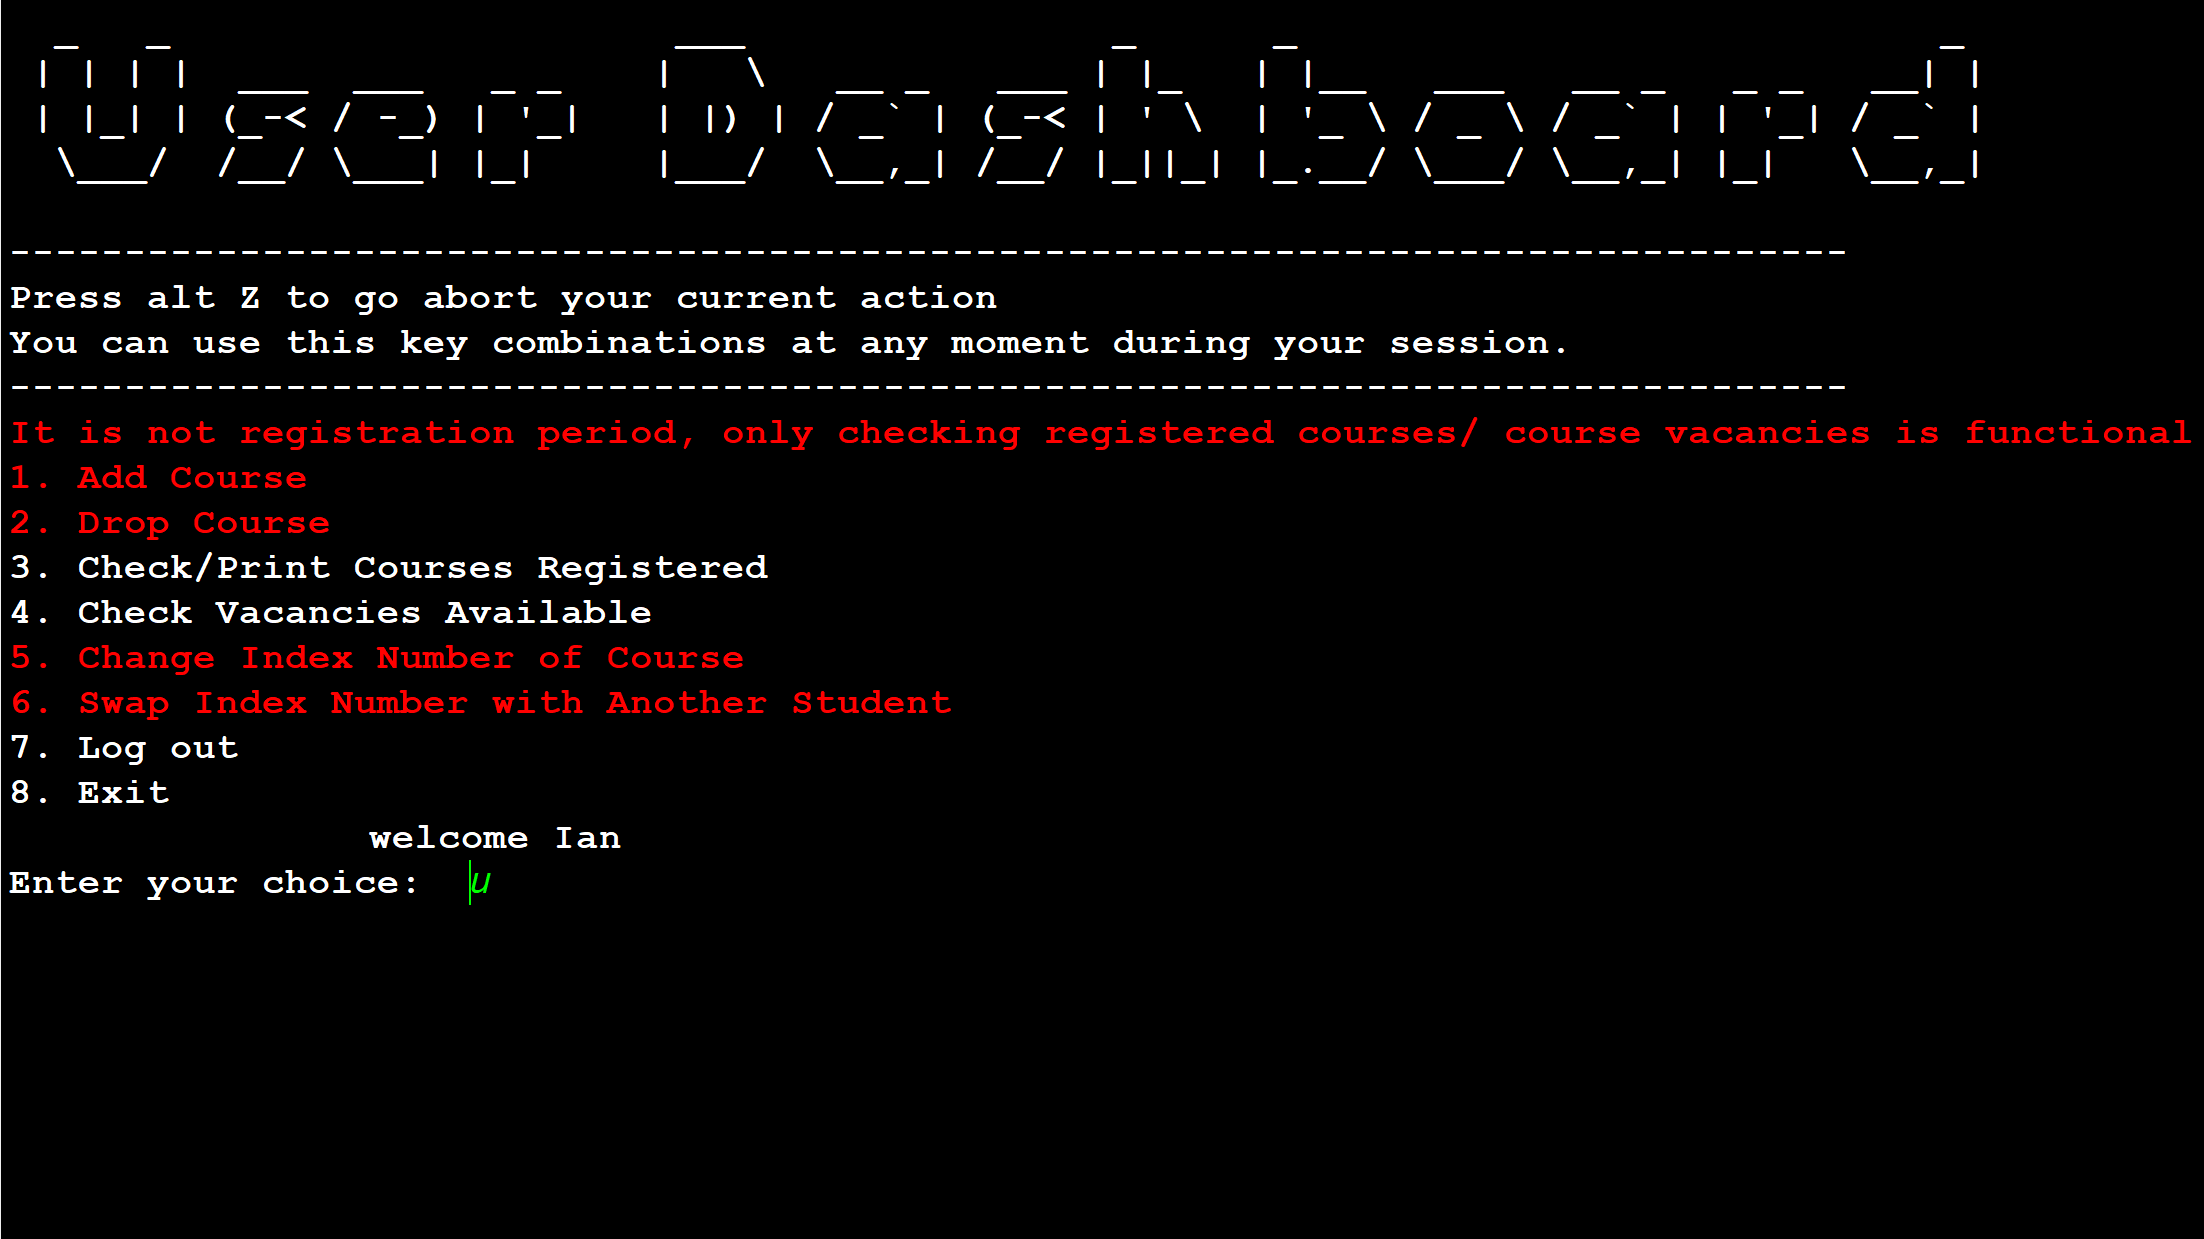 User Dashboard
--------------------------------------------------------------------------------
Press alt Z to go abort your current action
You can use this key combinations at any moment during your session.
--------------------------------------------------------------------------------
It is not registration period, only checking registered courses/ course vacancies is functional
1. Add Course
2. Drop Course
3. Check/Print Courses Registered
4. Check Vacancies Available
5. Change Index Number of Course
6. Swap Index Number with Another Student
7. Log out
8. Exit
welcome Ian
Enter your choice: u